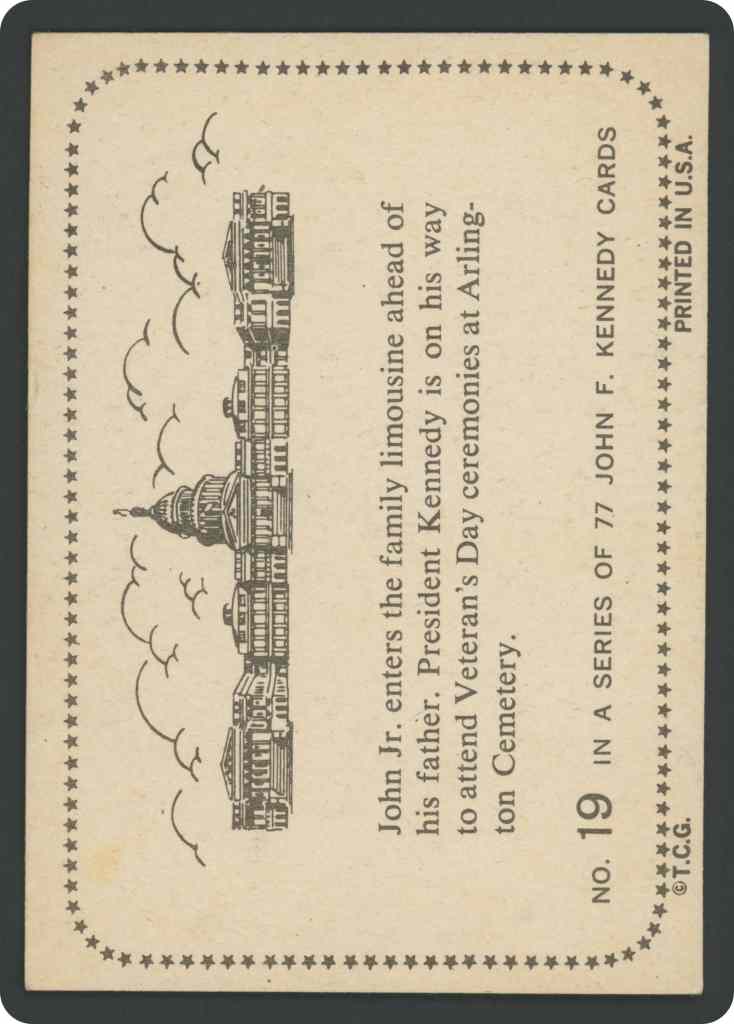 John Jr. enters the family limousine ahead of
his father. President Kennedy is on his way
to attend Veteran's Day ceremonies at Arling-
ton Cemetery.
NO. 19 IN A SERIES OF 77 JOHN F. KENNEDY CARDS
©T.C.G. PRINTED IN U.S.A.